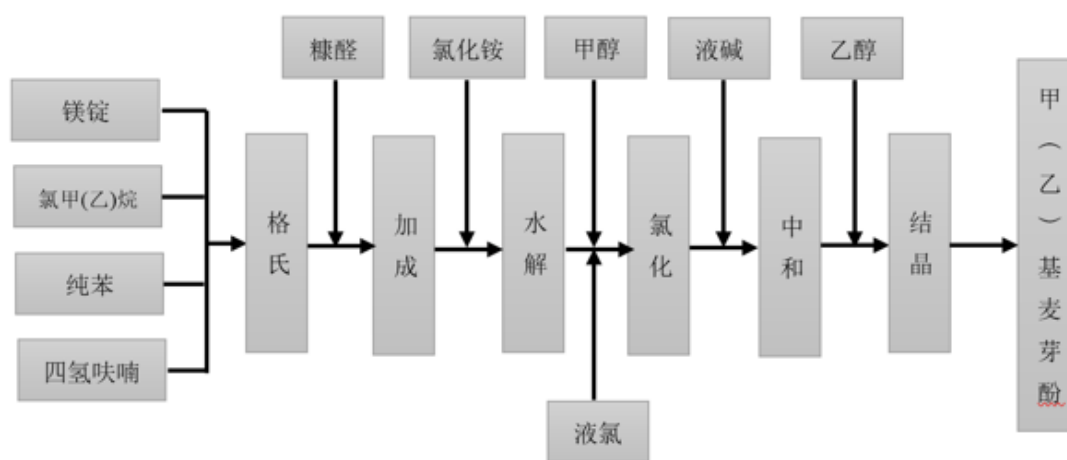 糠醛
氯化铵
甲醇
液碱
乙醇
镁锭
氯甲(乙)烷
纯苯
四氢呋喃
格氏
加成
水解
氯化
中和
结晶
甲（乙）基麦芽酚
液氯